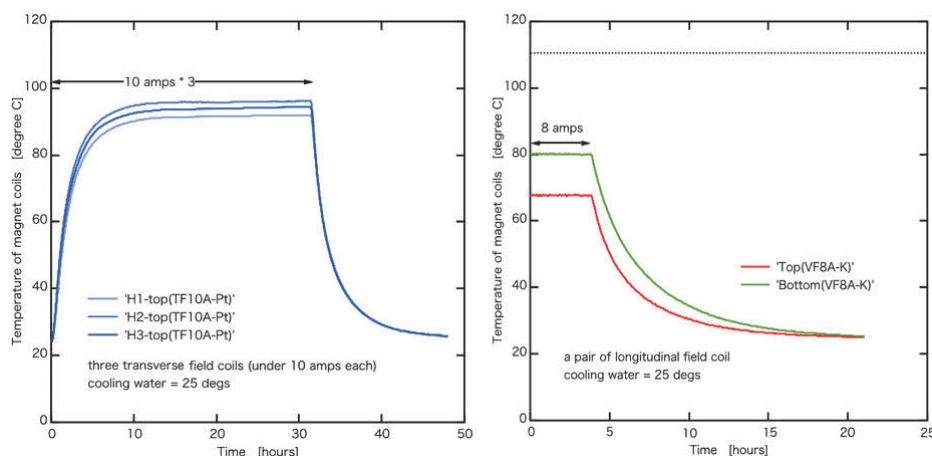 120
100
80
60
40
20
0
Temperature of magnet coils [degree C]
10 amps * 3
'H1-top(TF10A-Pt)'
'H2-top(TF10A-Pt)'
'H3-top(TF10A-Pt)'
three transverse field coils (under 10 amps each)
cooling water = 25 degs
0
10
20
30
40
50
Time [hours]
120
100
80
60
40
20
0
Temperature of magnet coils [degree C]
8 amps
'Top(VF8A-K)'
'Bottom(VF8A-K)'
a pair of longitudinal field coil
cooling water = 25 degs
0
5
10
15
20
25
Time [hours]